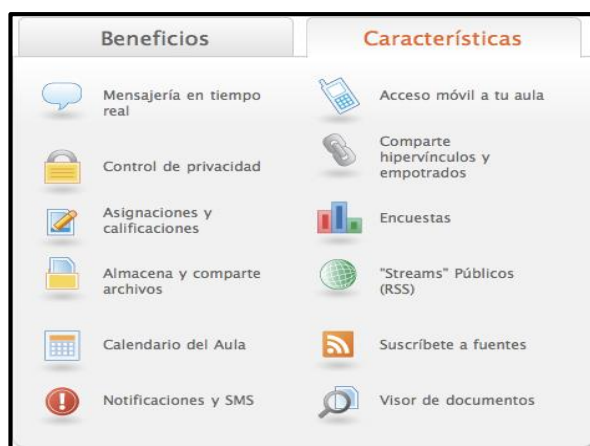 Beneficios
Características
Mensajería en tiempo
real
Acceso móvil a tu aula
Control de privacidad
Comparte
hipervínculos y
empotrados
Asignaciones y
calificaciones
Encuestas
Almacena y comparte
archivos
"Streams" Públicos
(RSS)
Calendario del Aula
Suscríbete a fuentes
Notificaciones y SMS
Visor de documentos